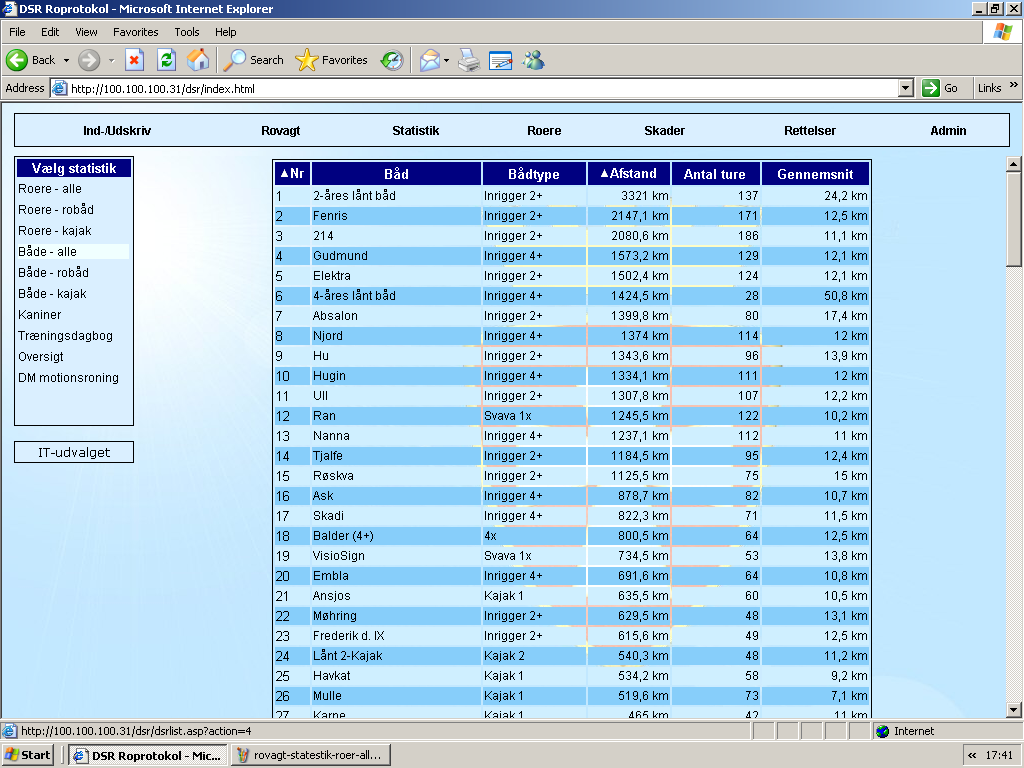 DSR Roprotokol - Microsoft Internet Explorer
File Edit View Favorites Tools Help
Back Search Favorites
Address http://100.100.100.31/dsr/index.html Go Links »
Ind-/Udskriv Rovagt Statistik Roere Skader Rettelser Admin
Vælg statistik
Roere - alle
Roere - robåd
Roere - kajak
Både - alle
Både - robåd
Både - kajak
Kaniner
Træningsdagbog
Oversigt
DM motionsroning
IT-udvalget
▲Nr Båd Bådtype ▲Afstand Antal ture Gennemsnit
1 2-åres lånt båd Inrigger 2+ 3321 km 137 24,2 km
2 Fenris Inrigger 2+ 2147,1 km 171 12,5 km
3 214 Inrigger 2+ 2080,6 km 186 11,1 km
4 Gudmund Inrigger 4+ 1573,2 km 129 12,1 km
5 Elektra Inrigger 2+ 1502,4 km 124 12,1 km
6 4-åres lånt båd Inrigger 4+ 1424,5 km 28 50,8 km
7 Absalon Inrigger 2+ 1399,8 km 80 17,4 km
8 Njord Inrigger 4+ 1374 km 114 12 km
9 Hu Inrigger 2+ 1343,6 km 96 13,9 km
10 Hugin Inrigger 4+ 1334,1 km 111 12 km
11 Ull Inrigger 2+ 1307,8 km 107 12,2 km
12 Ran Svava 1x 1245,5 km 122 10,2 km
13 Nanna Inrigger 4+ 1237,1 km 112 11 km
14 Tjalfe Inrigger 2+ 1184,5 km 95 12,4 km
15 Røskva Inrigger 2+ 1125,5 km 75 15 km
16 Ask Inrigger 4+ 878,7 km 82 10,7 km
17 Skadi Inrigger 4+ 822,3 km 71 11,5 km
18 Balder (4+) 4x 800,5 km 64 12,5 km
19 VisioSign Svava 1x 734,5 km 53 13,8 km
20 Embla Inrigger 4+ 691,6 km 64 10,8 km
21 Ansjos Kajak 1 635,5 km 60 10,5 km
22 Møhring Inrigger 2+ 629,5 km 48 13,1 km
23 Frederik d. IX Inrigger 2+ 615,6 km 49 12,5 km
24 Lånt 2-Kajak Kajak 2 540,3 km 48 11,2 km
25 Havkat Kajak 1 534,2 km 58 9,2 km
26 Mulle Kajak 1 519,6 km 73 7,1 km
27 Karpe Kajak 1 465 km 42 11 km
http://100.100.100.31/dsr/dsrlist.asp?action=4 Internet
Start DSR Roprotokol - Mic... rovagt-statestik-roer-all... « 17:41